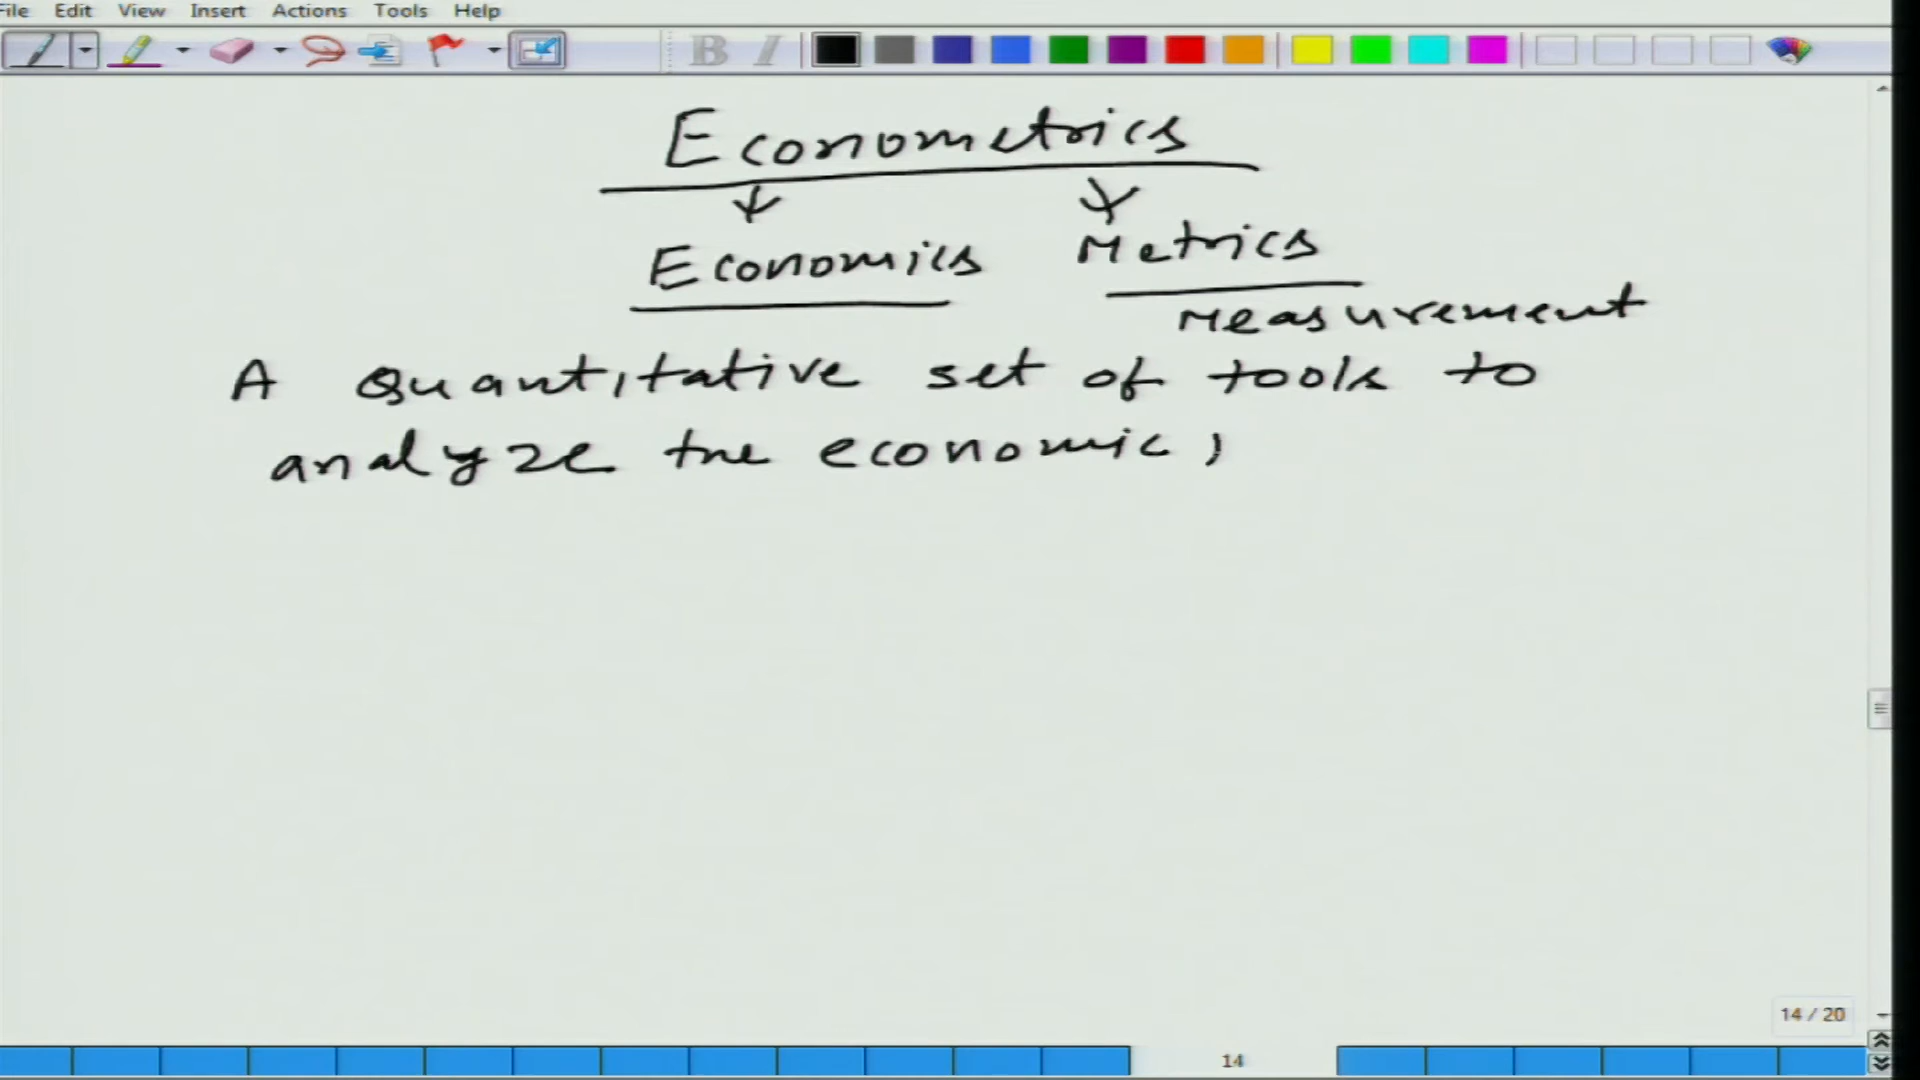 File Edit View Insert Actions Tools Help
B I
Econometrics
Economics Metrics
Measurement
A Quantitative set of tools to
analyze the economic
14 / 20
14